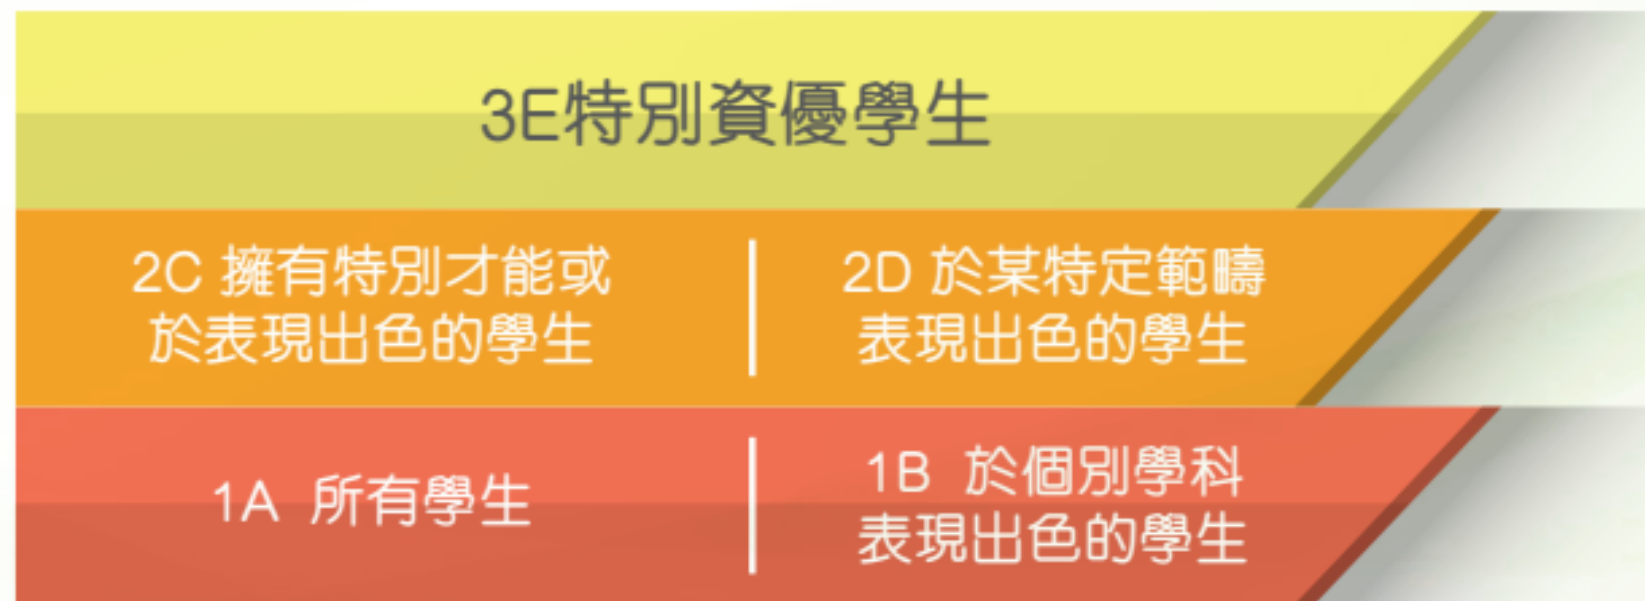 3E特別資優學生
2C 擁有特別才能或
於表現出色的學生
2D 於某特定範疇
表現出色的學生
1A 所有學生
1B 於個別學科
表現出色的學生